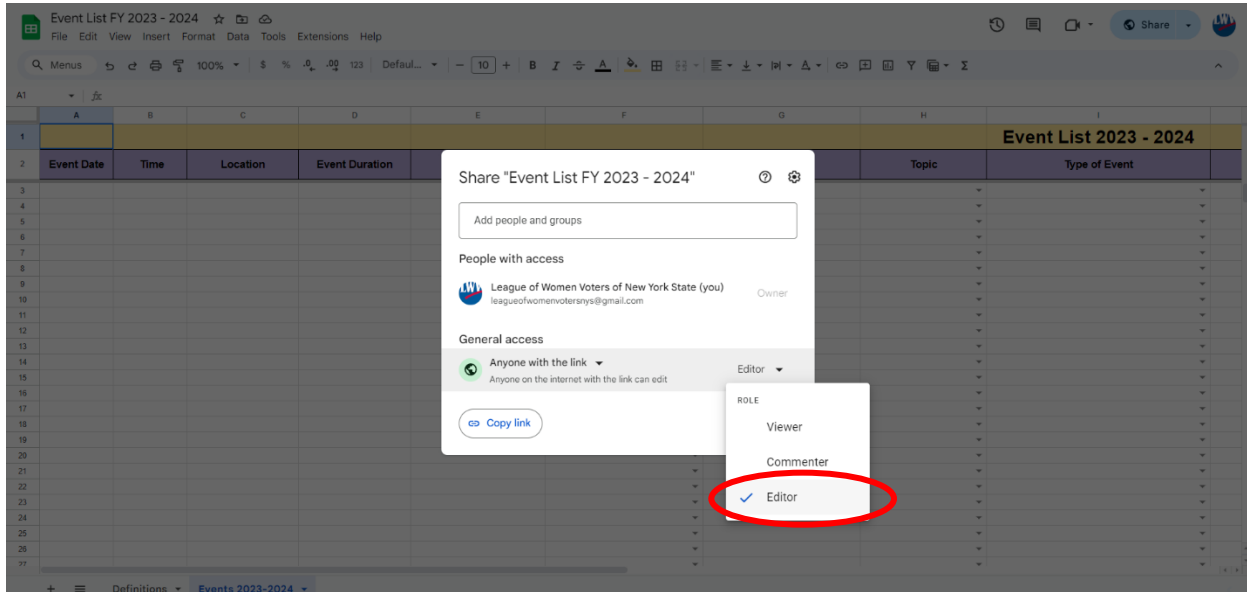 Event List FY 2023 - 2024
File Edit View Insert Format Data Tools Extensions Help
Share
Menus 100% $ % .0 .00 123 Defaul... − 10 + B I A
A1 fx
A B C D E F G H I
1 Event List 2023 - 2024
2 Event Date Time Location Event Duration Topic Type of Event
3
4
5
6
7
8
9
10
11
12
13
14
15
16
17
18
19
20
21
22
23
24
25
26
27
Share "Event List FY 2023 - 2024"
Add people and groups
People with access
League of Women Voters of New York State (you)
Owner
leagueofwomenvotersnys@gmail.com
General access
Anyone with the link
Editor
Anyone on the internet with the link can edit
Copy link
ROLE
Viewer
Commenter
Editor
Definitions Events 2023-2024